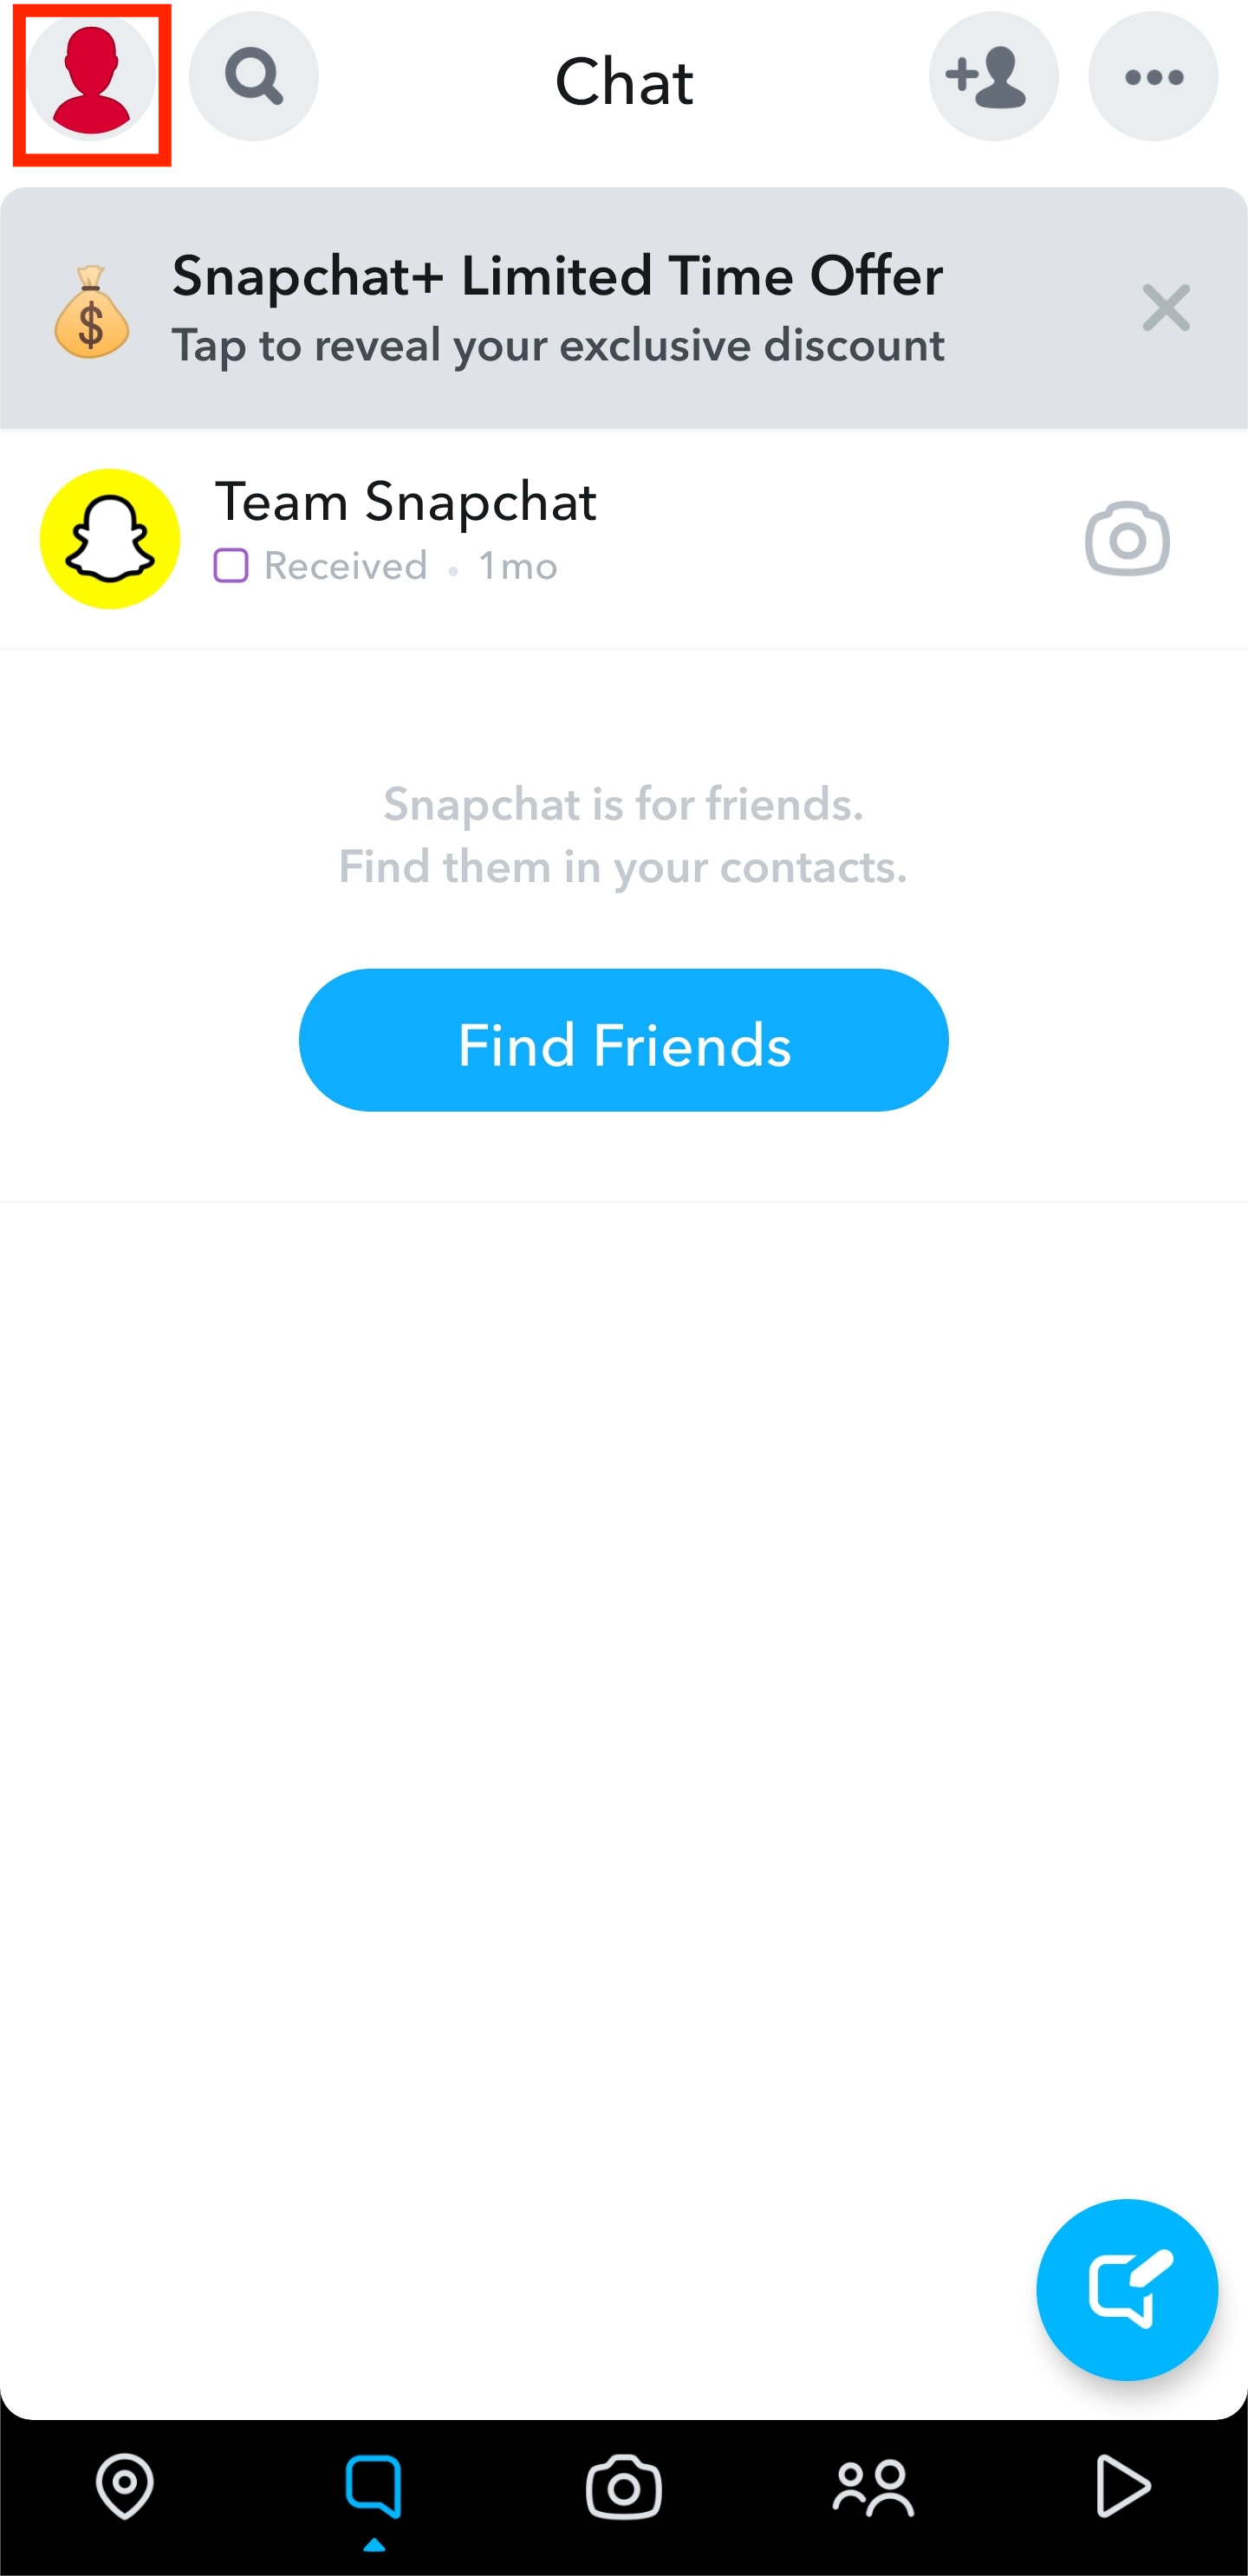 Chat
Snapchat+ Limited Time Offer
Tap to reveal your exclusive discount
Team Snapchat
Received • 1mo
Snapchat is for friends.
Find them in your contacts.
Find Friends